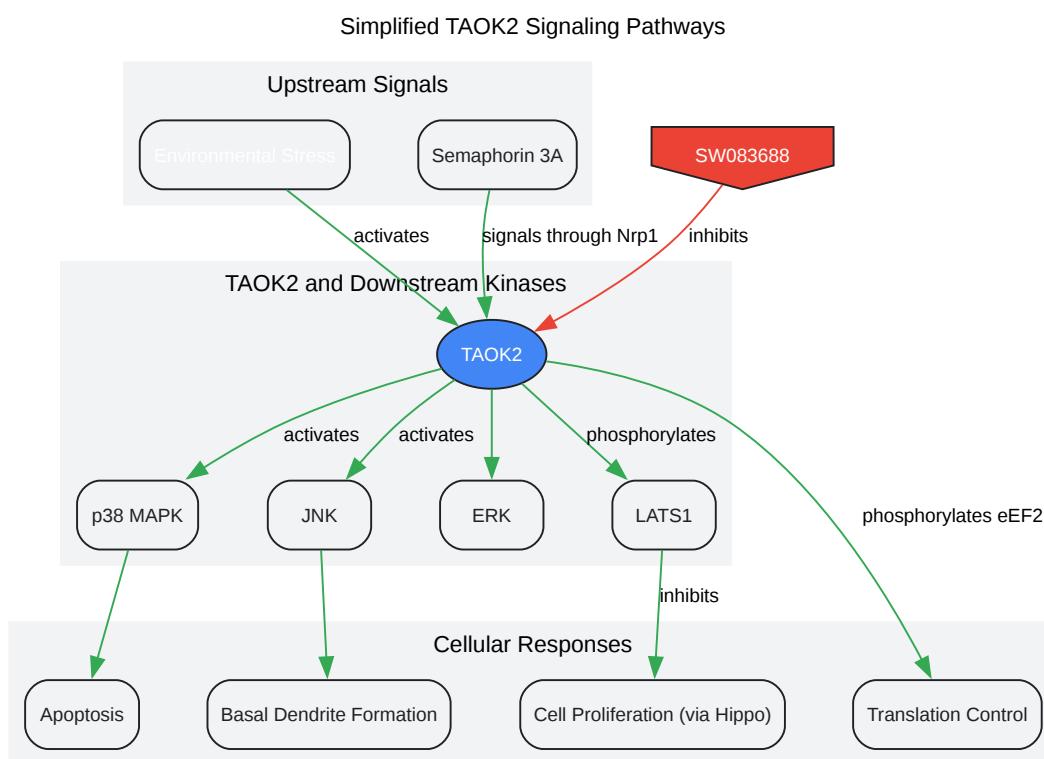 Simplified TAOK2 Signaling Pathways
Upstream Signals
Environmental Stress
Semaphorin 3A
SW083688
activates
signals through Nrp1
inhibits
TAOK2 and Downstream Kinases
TAOK2
activates
activates
phosphorylates
p38 MAPK
JNK
ERK
LATS1
phosphorylates eEF2
inhibits
Cellular Responses
Apoptosis
Basal Dendrite Formation
Cell Proliferation (via Hippo)
Translation Control